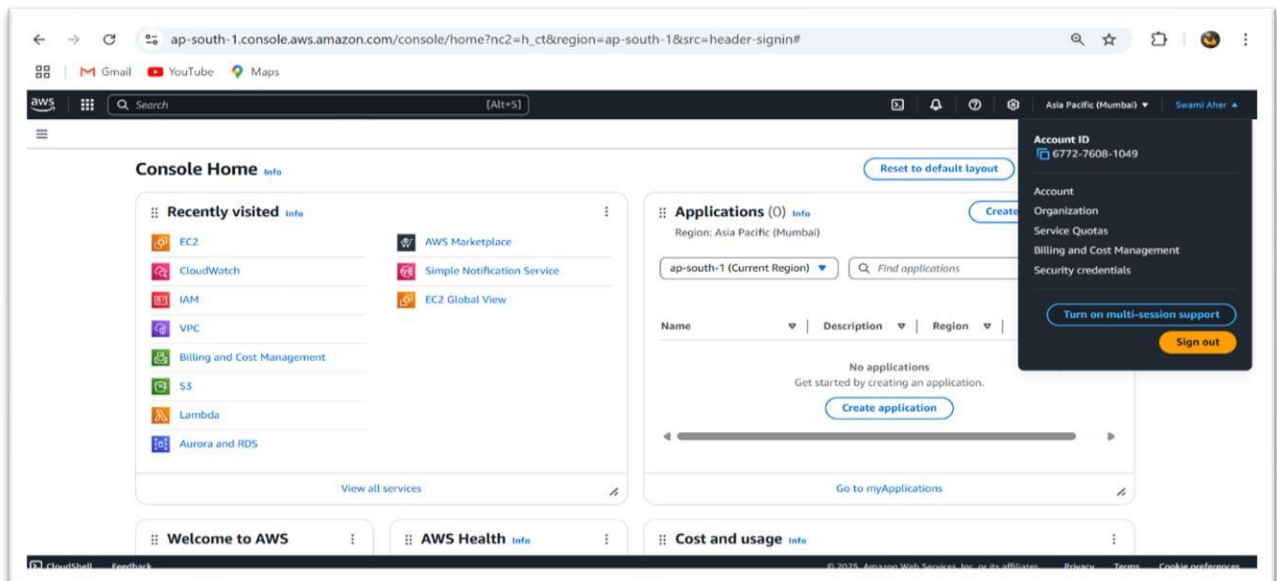 ap-south-1.console.aws.amazon.com/console/home?nc2=h_ct&region=ap-south-1&src=header-signin#
Gmail YouTube Maps
aws Search [Alt+S] Asia Pacific (Mumbai) Swami Aher
Account ID
6772-7608-1049
Account
Organization
Service Quotas
Billing and Cost Management
Security credentials
Turn on multi-session support
Sign out
Console Home Info
Reset to default layout
Recently visited Info
EC2
CloudWatch
IAM
VPC
Billing and Cost Management
S3
Lambda
Aurora and RDS
AWS Marketplace
Simple Notification Service
EC2 Global View
View all services
Applications (0) Info
Create
Region: Asia Pacific (Mumbai)
ap-south-1 (Current Region) Find applications
Name Description Region
No applications
Get started by creating an application.
Create application
Go to myApplications
Welcome to AWS
AWS Health Info
Cost and usage Info
CloudShell Feedback © 2025, Amazon Web Services, Inc. or its affiliates. Privacy Terms Cookie preferences